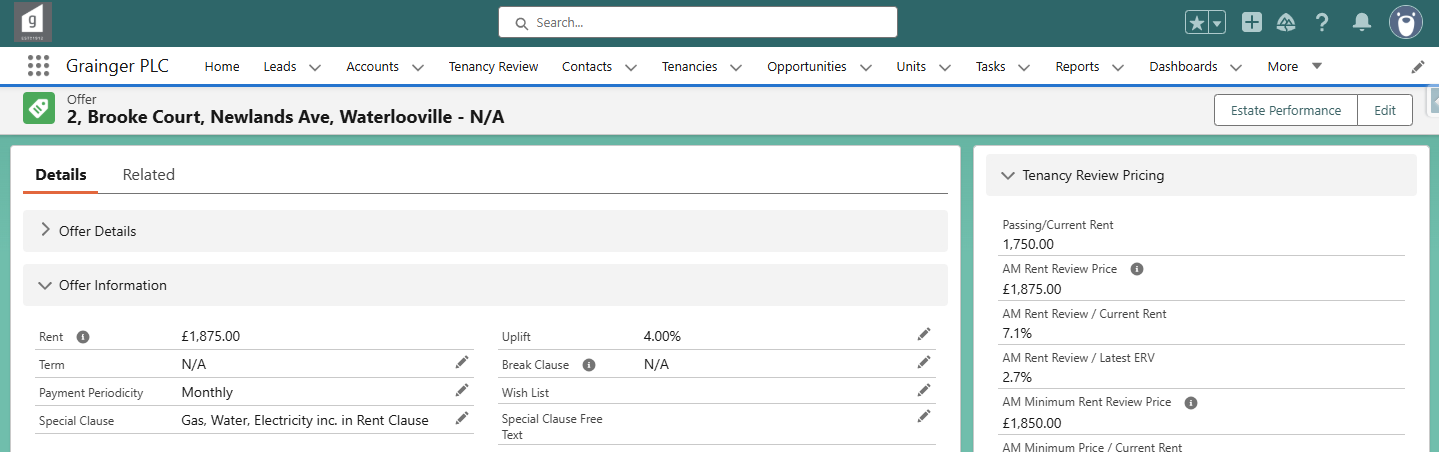 g
Search...
Grainger PLC Home Leads Accounts Tenancy Review Contacts Tenancies Opportunities Units Tasks Reports Dashboards More
Offer
2, Brooke Court, Newlands Ave, Waterlooville - N/A
Estate Performance Edit
Details Related
Offer Details
Offer Information
Rent £1,875.00 Uplift 4.00%
Term N/A Break Clause N/A
Payment Periodicity Monthly Wish List
Special Clause Gas, Water, Electricity inc. in Rent Clause Special Clause Free
Text
Tenancy Review Pricing
Passing/Current Rent
1,750.00
AM Rent Review Price
£1,875.00
AM Rent Review / Current Rent
7.1%
AM Rent Review / Latest ERV
2.7%
AM Minimum Rent Review Price
£1,850.00
AM Minimum Price / Current Rent